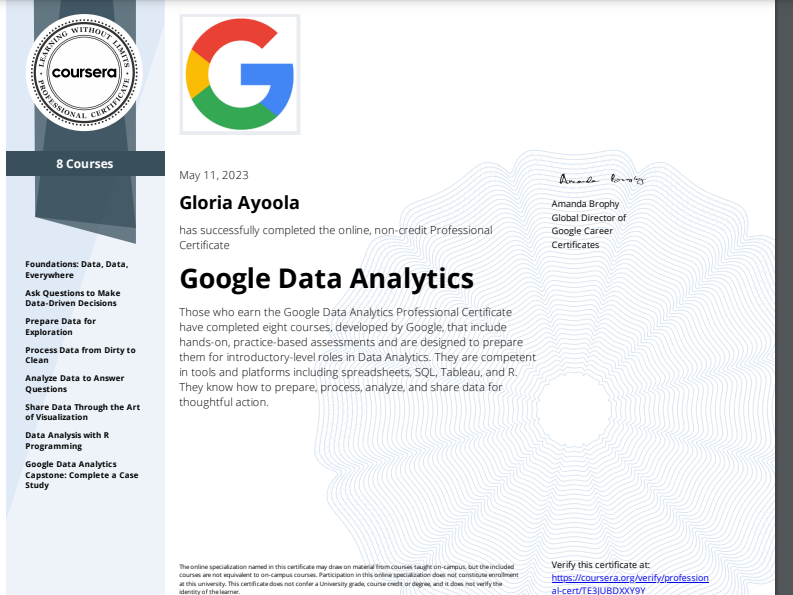 LEARNING WITHOUT LIMITS
coursera
PROFESSIONAL CERTIFICATE
8 Courses
Foundations: Data, Data,
Everywhere
Ask Questions to Make
Data-Driven Decisions
Prepare Data for
Exploration
Process Data from Dirty to
Clean
Analyze Data to Answer
Questions
Share Data Through the Art
of Visualization
Data Analysis with R
Programming
Google Data Analytics
Capstone: Complete a Case
Study
G
May 11, 2023
Gloria Ayoola
has successfully completed the online, non-credit Professional
Certificate
Google Data Analytics
Those who earn the Google Data Analytics Professional Certificate
have completed eight courses, developed by Google, that include
hands-on, practice-based assessments and are designed to prepare
them for introductory-level roles in Data Analytics. They are competent
in tools and platforms including spreadsheets, SQL, Tableau, and R.
They know how to prepare, process, analyze, and share data for
thoughtful action.
Amanda Brophy
Amanda Brophy
Global Director of
Google Career
Certificates
The online specialization named in this certificate may draw on material from courses taught on-campus, but the included
courses are not equivalent to on-campus courses. Participation in this online specialization does not constitute enrollment
at this university. This certificate does not confer a University grade, course credit or degree, and it does not verify the
identity of the learner.
Verify this certificate at:
https://coursera.org/verify/profession
al-cert/TE3JUBDXXY9Y